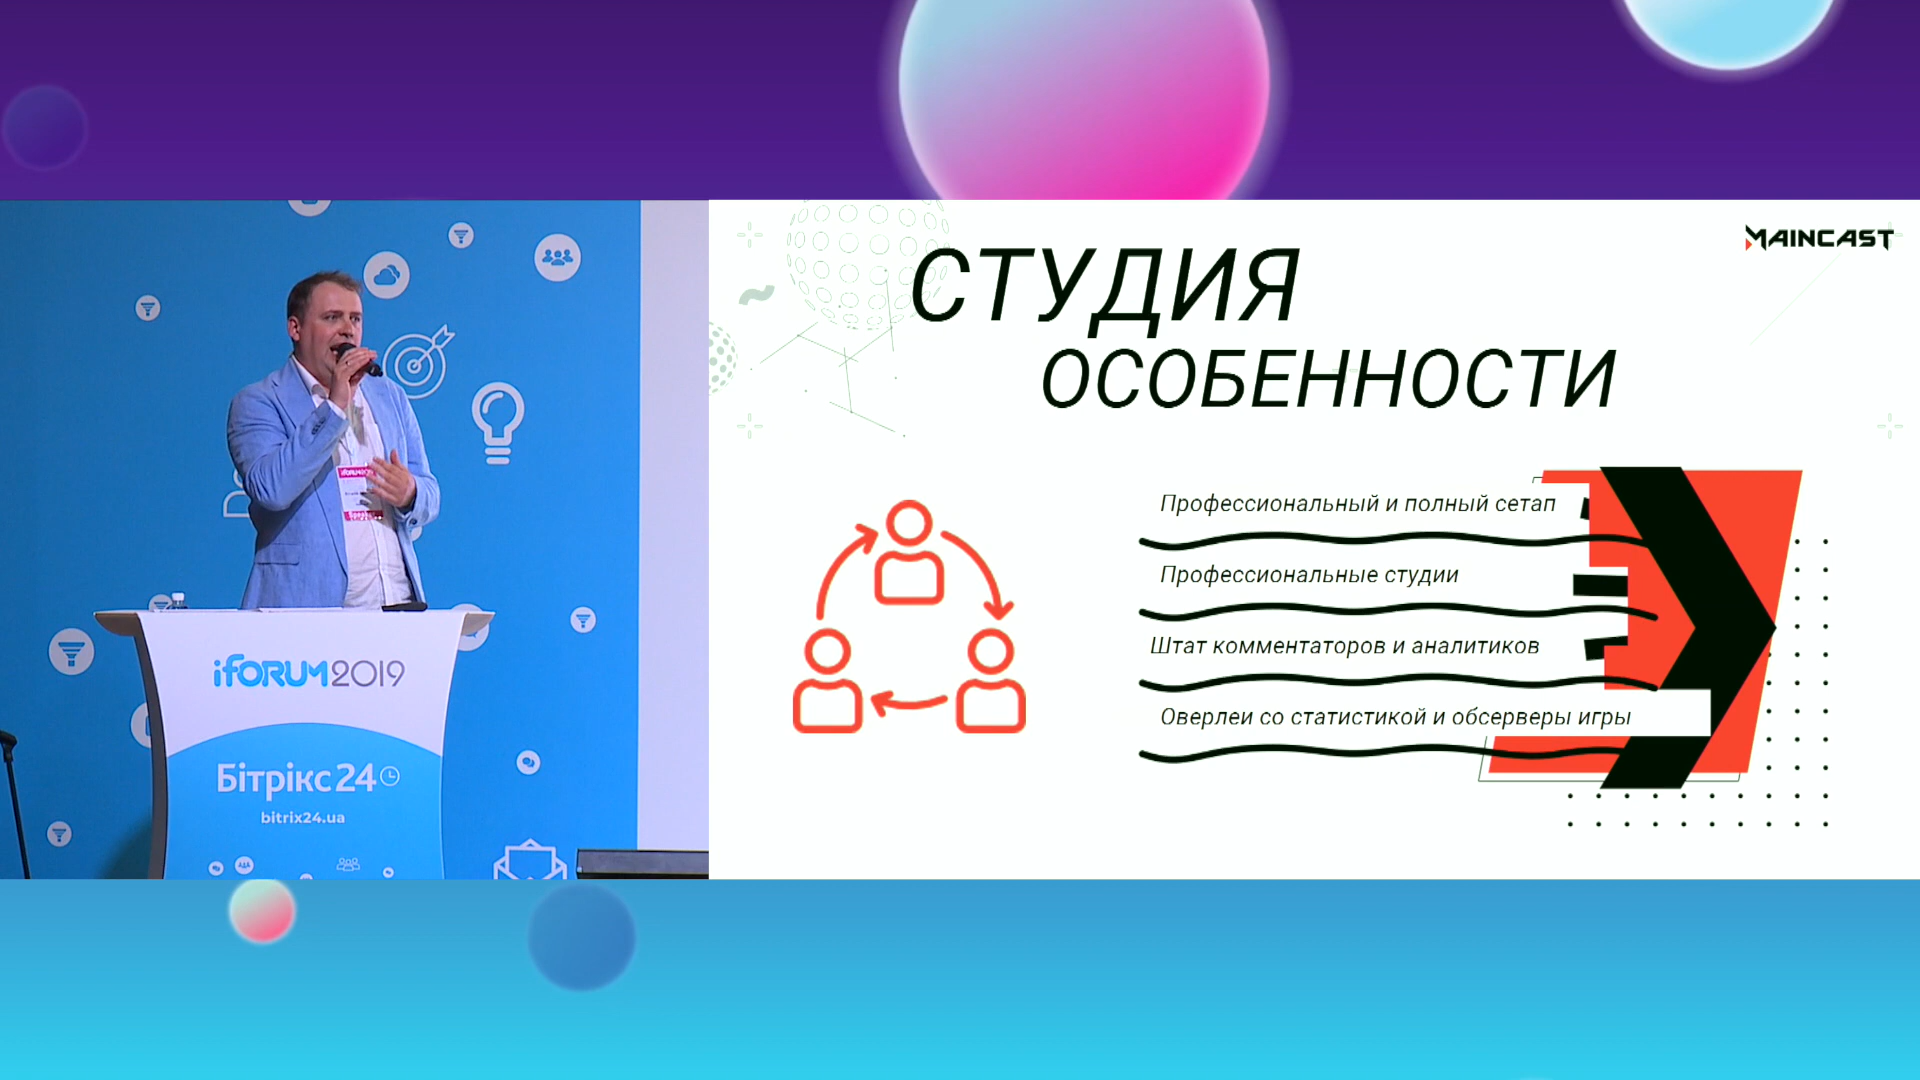 iFORUM2019
Бітрікс24
bitrix24.ua
MAINCAST
СТУДИЯ
ОСОБЕННОСТИ
Профессиональный и полный сетап
Профессиональные студии
Штат комментаторов и аналитиков
Оверлеи со статистикой и обсерверы игры